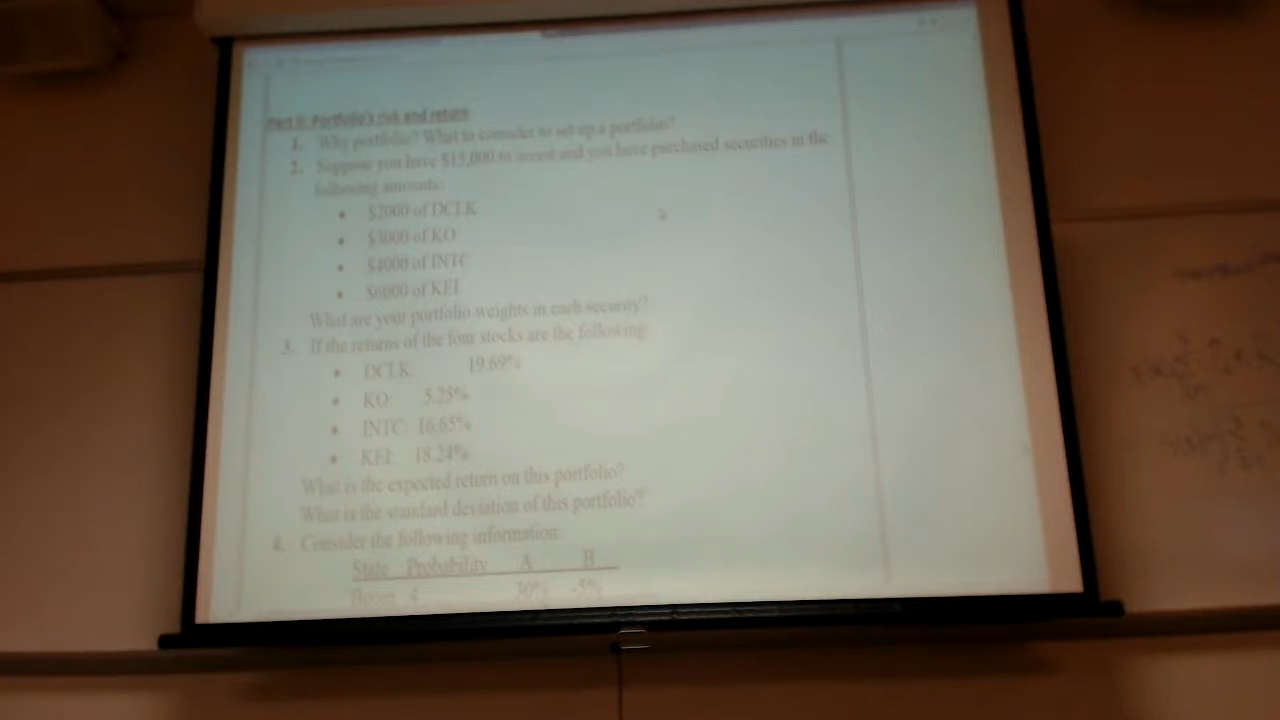 Part II: Portfolio's risk and return
1. Why portfolio? What to consider to set up a portfolio?
2. Suppose you have $15,000 to invest and you have purchased securities in the
following amounts:
• $2000 of DCLK
• $3000 of KO
• $4000 of INTC
• $6000 of KEI
What are your portfolio weights in each security?
3. If the returns of the four stocks are the following:
• DCLK: 19.69%
• KO: 5.25%
• INTC: 16.65%
• KEI: 18.24%
What is the expected return on this portfolio?
What is the standard deviation of this portfolio?
4. Consider the following information:
State Probability A B
Boom .4 30% -5%